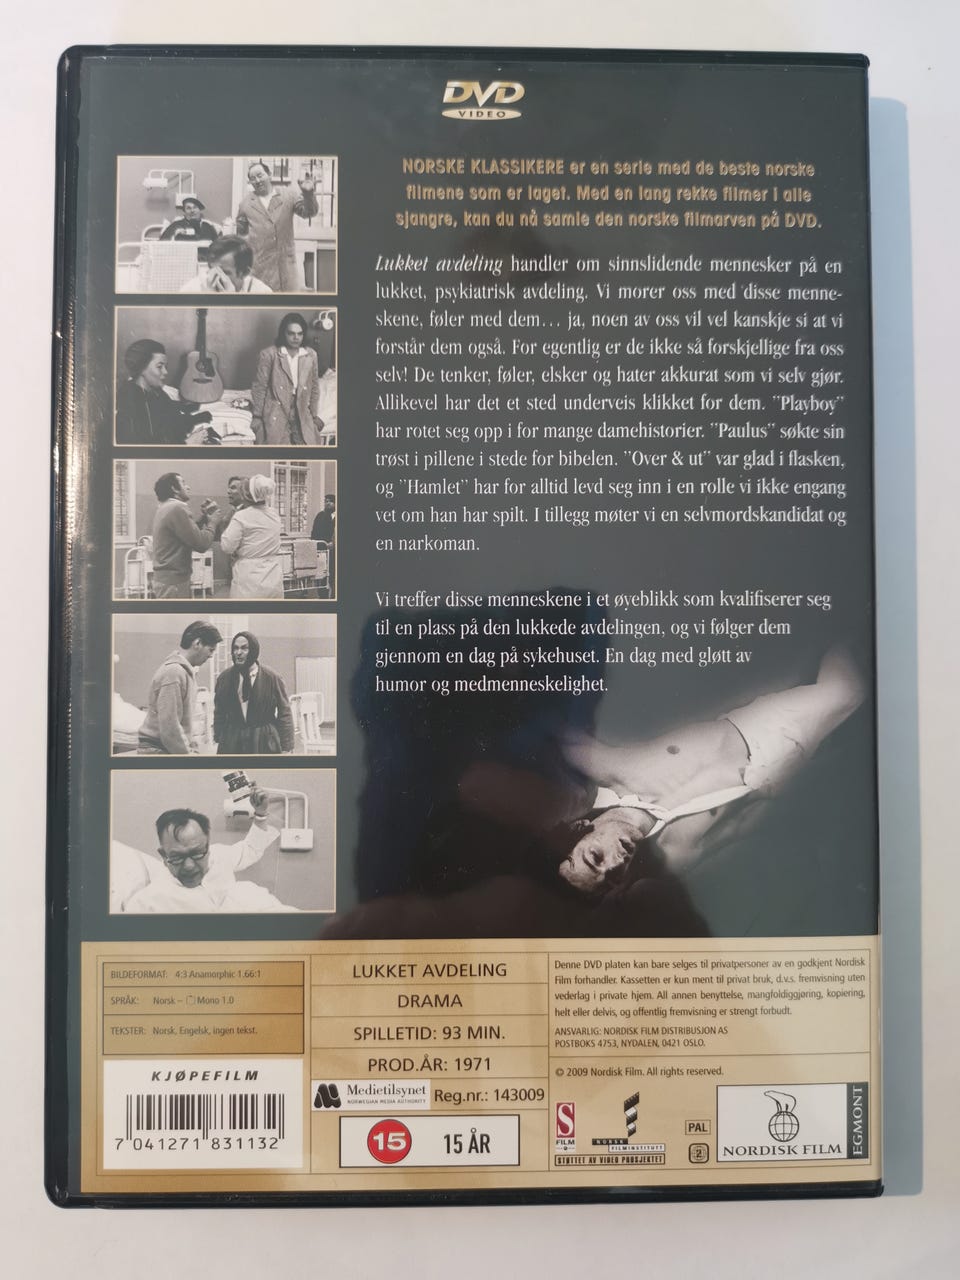 DVD
VIDEO
NORSKE KLASSIKERE er en serie med de beste norske
filmene som er laget. Med en lang rekke filmer i alle
sjangre, kan du nå samle den norske filmarven på DVD.
Lukket avdeling handler om sinnslidende mennesker på en
lukket, psykiatrisk avdeling. Vi morer oss med disse menne-
skene, føler med dem... ja, noen av oss vil vel kanskje si at vi
forstår dem også. For egentlig er de ikke så forskjellige fra oss
selv! De tenker, føler, elsker og hater akkurat som vi selv gjør.
Allikevel har det et sted underveis klikket for dem. "Playboy"
har rotet seg opp i for mange damehistorier. "Paulus" søkte sin
trøst i pillene i stede for bibelen. "Over & ut" var glad i flasken,
og "Hamlet" har for alltid levd seg inn i en rolle vi ikke engang
vet om han har spilt. I tillegg møter vi en selvmordskandidat og
en narkoman.
Vi treffer disse menneskene i et øyeblikk som kvalifiserer seg
til en plass på den lukkede avdelingen, og vi følger dem
gjennom en dag på sykehuset. En dag med gløtt av
humor og medmenneskelighet.
BILDEFORMAT: 4:3 Anamorphic 1.66:1
SPRÅK: Norsk – Mono 1.0
TEKSTER: Norsk, Engelsk, ingen tekst.
KJØPEFILM
7 041271 831132
LUKKET AVDELING
DRAMA
SPILLETID: 93 MIN.
PROD.ÅR: 1971
Medietilsynet
NORWEGIAN MEDIA AUTHORITY
Reg.nr.: 143009
15
15 ÅR
Denne DVD platen kan bare selges til privatpersoner av en godkjent Nordisk
Film forhandler. Kassetten er kun ment til privat bruk, d.v.s. fremvisning uten
vederlag i private hjem. All annen benyttelse, mangfoldiggjøring, kopiering,
helt eller delvis, og offentlig fremvisning er strengt forbudt.
ANSVARLIG: NORDISK FILM DISTRIBUSJON AS
POSTBOKS 4753, NYDALEN, 0421 OSLO.
© 2009 Nordisk Film. All rights reserved.
S
FILM
NORSK
FILMINSTITUTT
STØTTET AV VIDEO PROSJEKTET
PAL
2
NORDISK FILM
EGMONT